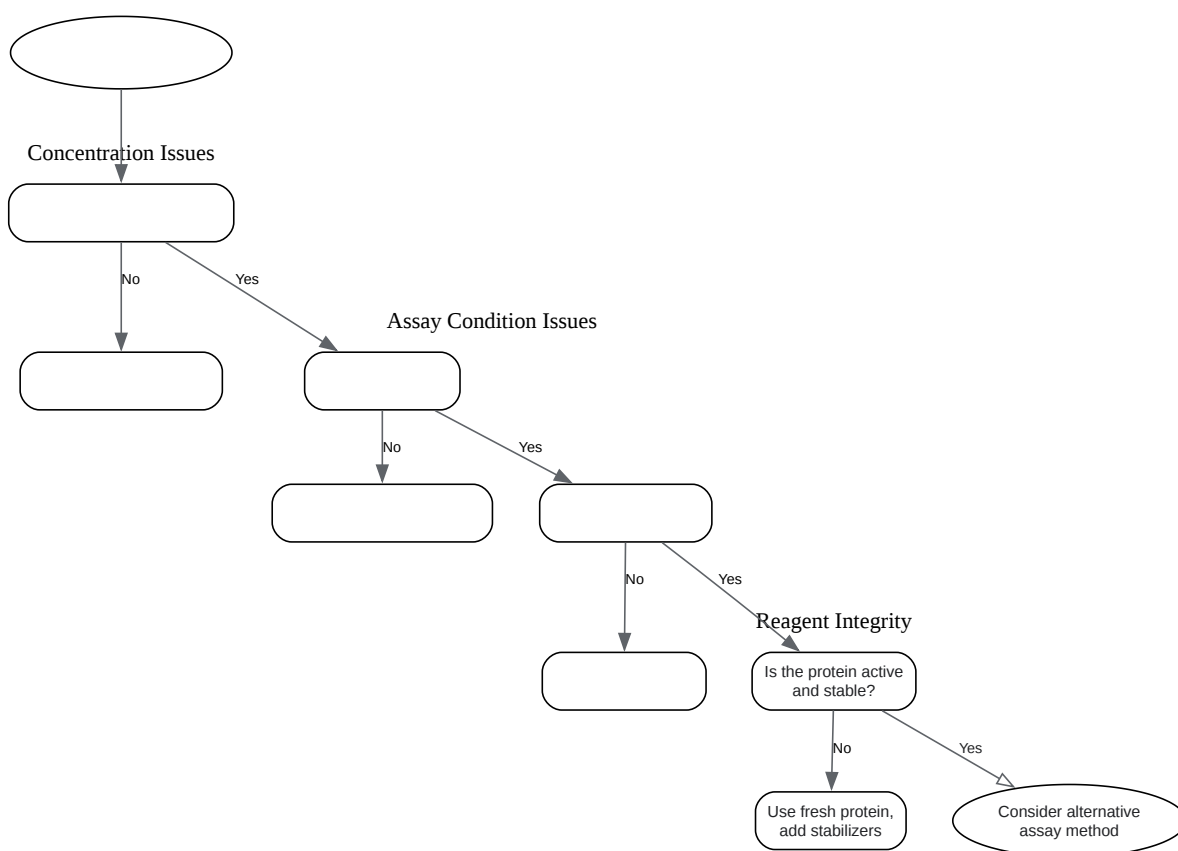 Concentration Issues
No
Yes
Assay Condition Issues
No
Yes
No
Yes
Reagent Integrity
Is the protein active
and stable?
No
Yes
Use fresh protein,
add stabilizers
Consider alternative
assay method